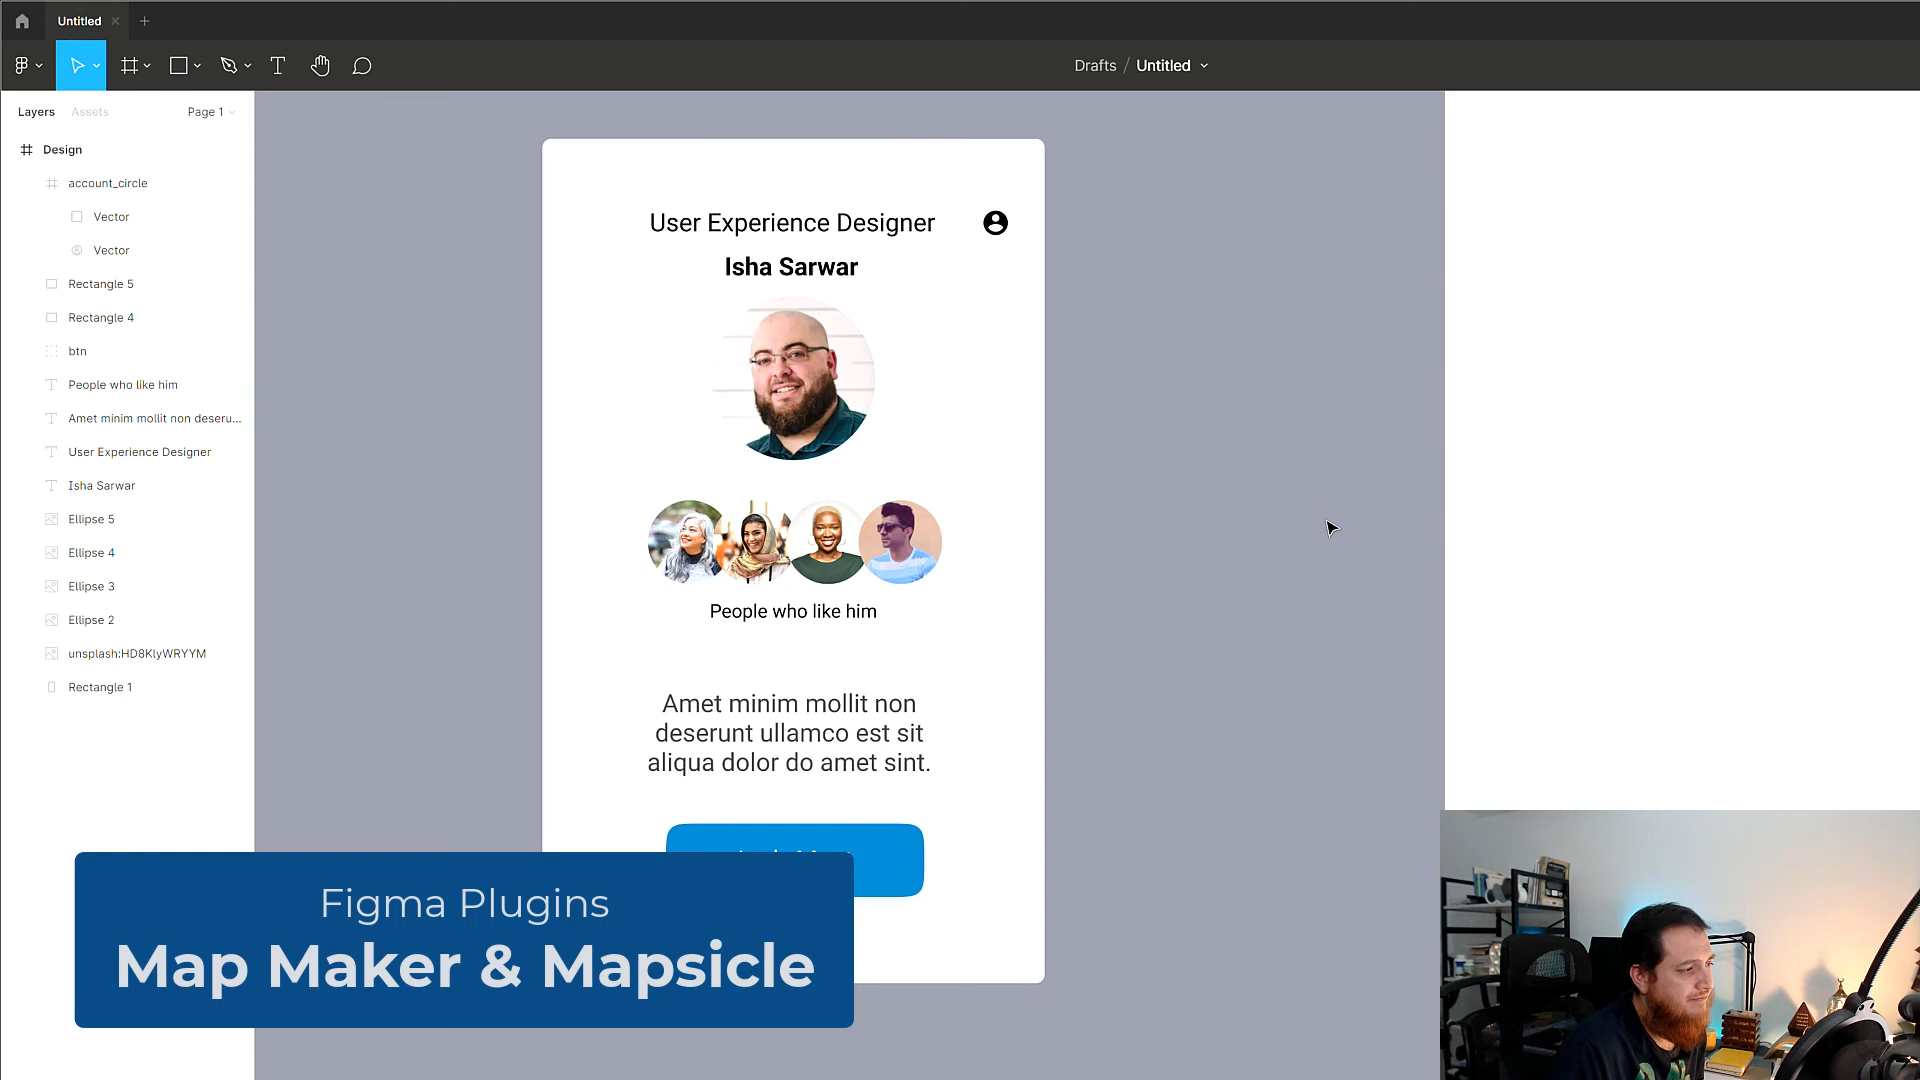 Untitled
Drafts / Untitled
Layers
Assets
Page 1
Design
account_circle
Vector
Vector
Rectangle 5
Rectangle 4
btn
People who like him
Amet minim mollit non deseru...
User Experience Designer
Isha Sarwar
Ellipse 5
Ellipse 4
Ellipse 3
Ellipse 2
unsplash:HD8KlyWRYYM
Rectangle 1
User Experience Designer
Isha Sarwar
People who like him
Amet minim mollit non
deserunt ullamco est sit
aliqua dolor do amet sint.
Figma Plugins
Map Maker & Mapsicle